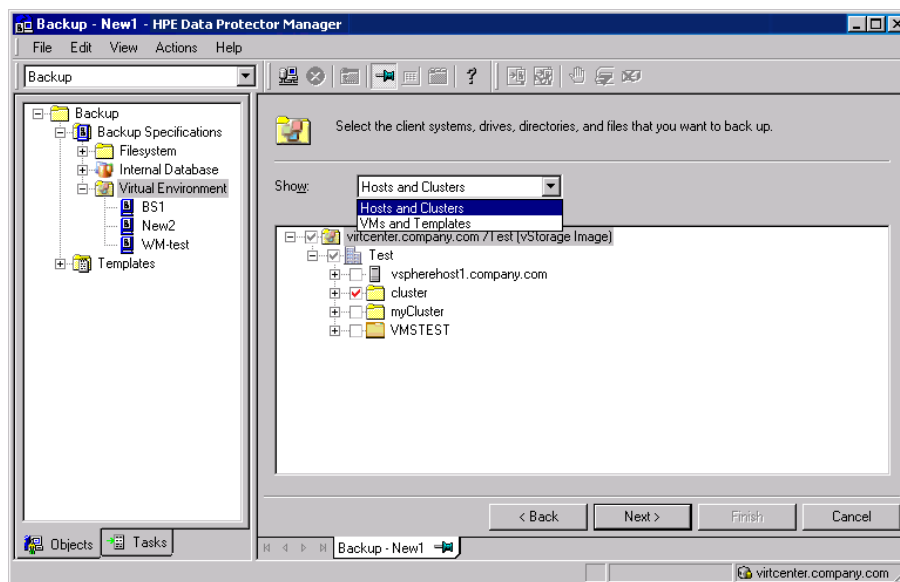 Backup - New1 - HPE Data Protector Manager
File Edit View Actions Help
Backup
Backup
Backup Specifications
Filesystem
Internal Database
Virtual Environment
BS1
New2
WM-test
Templates
Objects Tasks
Select the client systems, drives, directories, and files that you want to back up.
Show: Hosts and Clusters
Hosts and Clusters
VMs and Templates
virtcenter.company.com /Test [vStorage Image]
Test
vspherehost1.company.com
cluster
myCluster
VMSTEST
< Back Next > Finish Cancel
Backup - New1
virtcenter.company.com